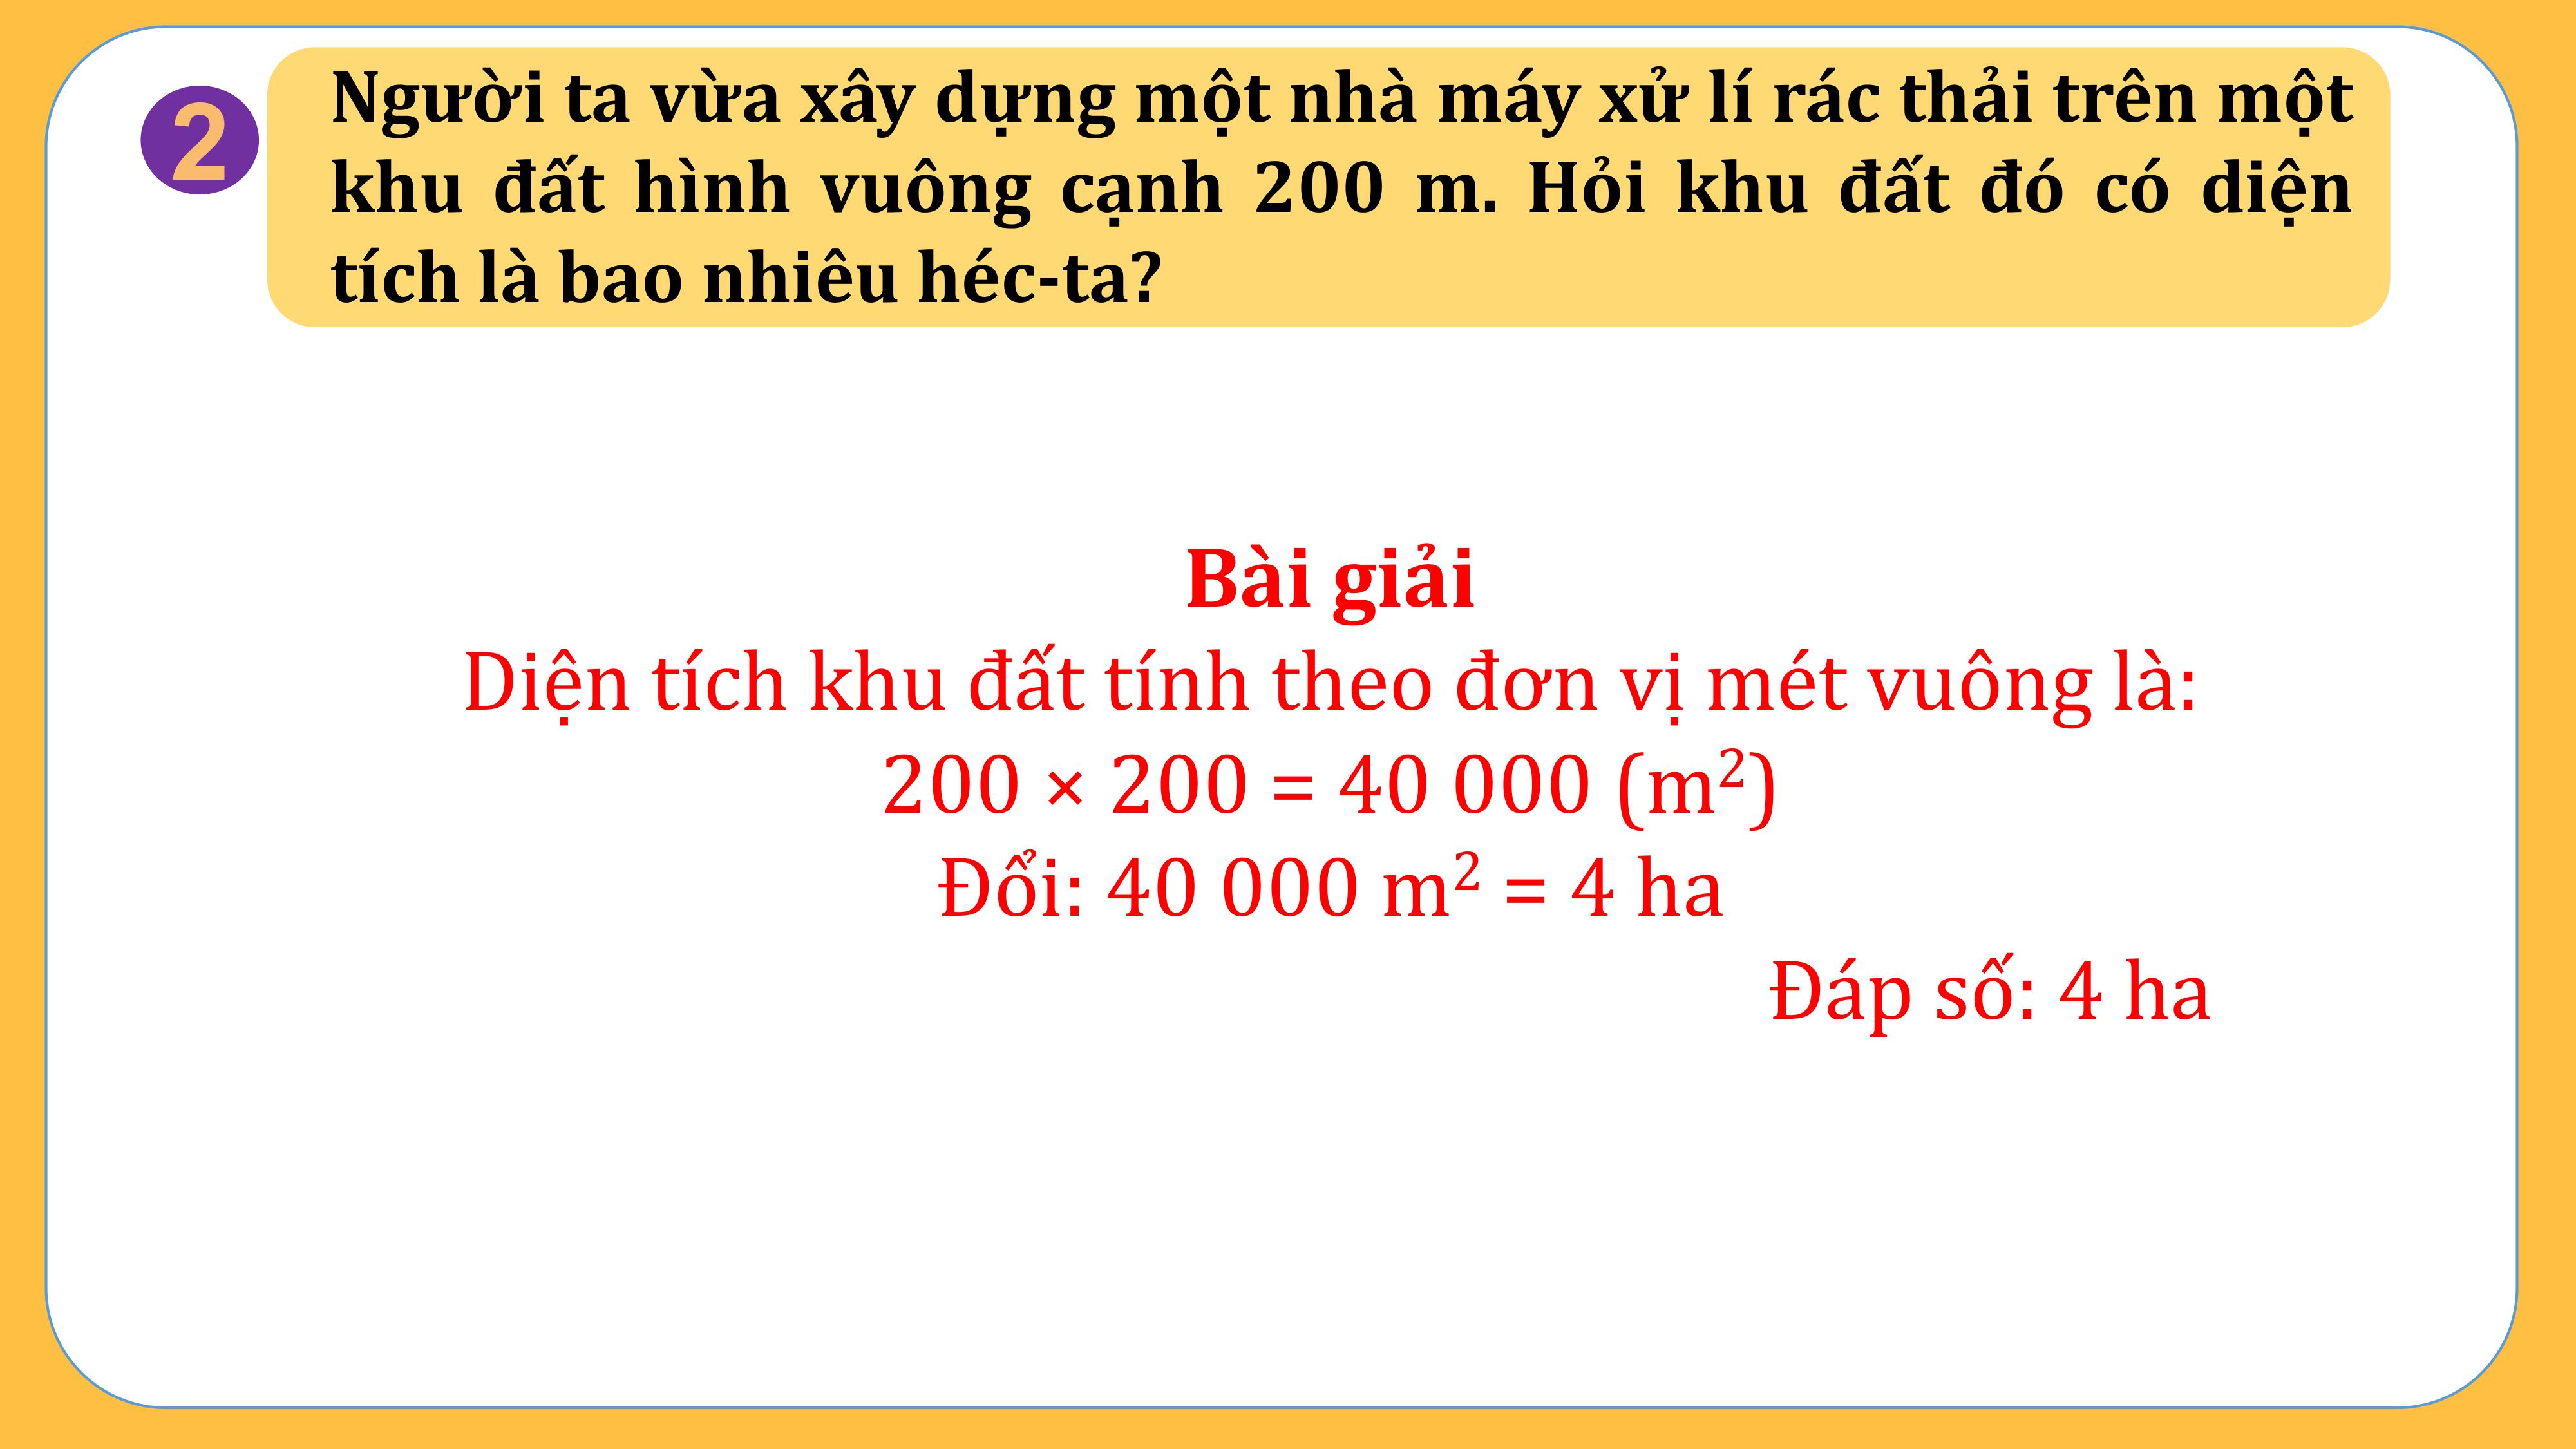 2
Người ta vừa xây dựng một nhà máy xử lí rác thải trên một
khu đất hình vuông cạnh 200 m. Hỏi khu đất đó có diện
tích là bao nhiêu héc-ta?
Bài giải
Diện tích khu đất tính theo đơn vị mét vuông là:
200 × 200 = 40 000 (m²)
Đổi: 40 000 m² = 4 ha
Đáp số: 4 ha